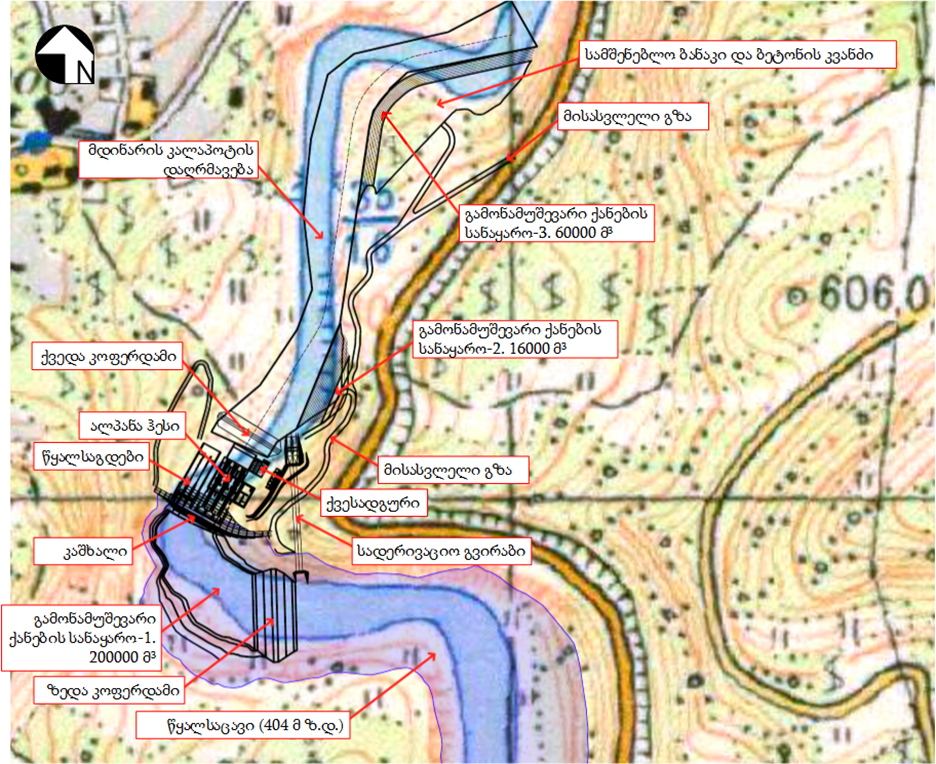 სამშენებლო ბანაკი და ბეტონის კვანძი
მისასვლელი გზა
მდინარის კალაპოტის
დაღრმავება
გამონამუშევარი ქანების
სანაყარო-3. 60000 მ³
606.0
გამონამუშევარი ქანების
სანაყარო-2. 16000 მ³
ქვედა კოფერდამი
ალპანა ჰესი
წყალსაგდები
მისასვლელი გზა
ქვესადგური
კაშხალი
სადერივაციო გვირაბი
გამონამუშევარი
ქანების სანაყარო-1.
200000 მ³
ზედა კოფერდამი
წყალსაცავი (404 მ ზ.დ.)
N